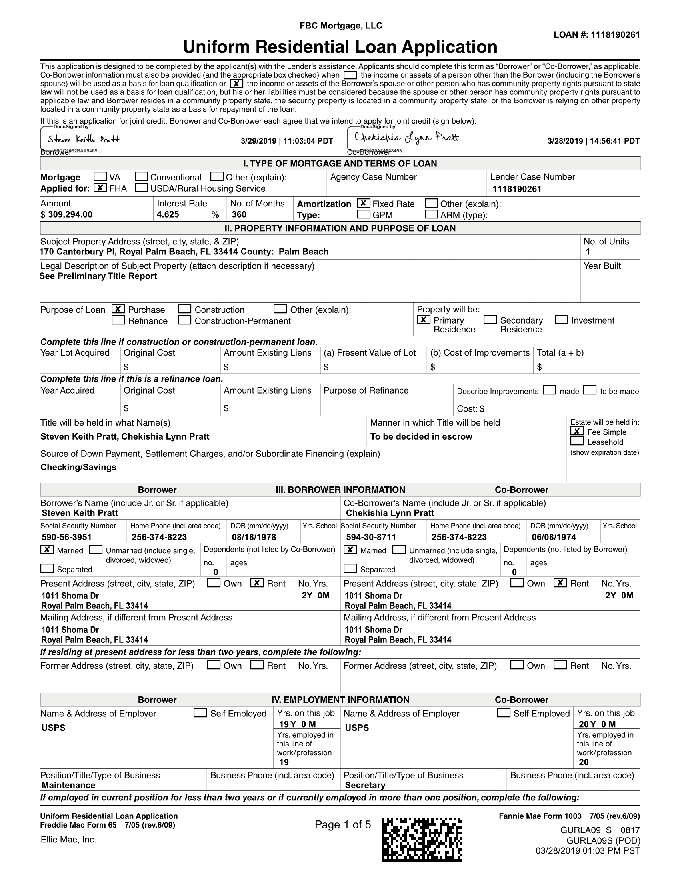 FBC Mortgage, LLC
LOAN #: 1118190261
Uniform Residential Loan Application
This application is designed to be completed by the applicant(s) with the Lender's assistance. Applicants should complete this form as "Borrower" or "Co-Borrower," as applicable.
Co-Borrower information must also be provided (and the appropriate box checked) when the income or assets of a person other than the Borrower (including the Borrower's
spouse) will be used as a basis for loan qualification or X the income or assets of the Borrower's spouse or other person who has community property rights pursuant to state
law will not be used as a basis for loan qualification, but his or her liabilities must be considered because the spouse or other person has community property rights pursuant to
applicable law and Borrower resides in a community property state, the security property is located in a community property state, or the Borrower is relying on other property
located in a community property state as a basis for repayment of the loan.
If this is an application for joint credit, Borrower and Co-Borrower each agree that we intend to apply for joint credit (sign below).
DocuSigned by DocuSigned by
Steven Keith Pratt 3/29/2019 | 11:03:04 PDT Chekishia Lynn Pratt 3/28/2019 | 14:56:41 PDT
Borrower Co-Borrower
I. TYPE OF MORTGAGE AND TERMS OF LOAN
Mortgage VA Conventional Other (explain): Agency Case Number Lender Case Number
Applied for: X FHA USDA/Rural Housing Service 1118190261
Amount Interest Rate No. of Months Amortization X Fixed Rate Other (explain):
$ 309,294.00 4.625 % 360 Type: GPM ARM (type):
II. PROPERTY INFORMATION AND PURPOSE OF LOAN
Subject Property Address (street, city, state, & ZIP) No. of Units
170 Canterbury Pl, Royal Palm Beach, FL 33414 County: Palm Beach 1
Legal Description of Subject Property (attach description if necessary) Year Built
See Preliminary Title Report
Purpose of Loan X Purchase Construction Other (explain): Property will be:
Refinance Construction-Permanent X Primary Residence Secondary Residence Investment
Complete this line if construction or construction-permanent loan.
Year Lot Acquired Original Cost Amount Existing Liens (a) Present Value of Lot (b) Cost of Improvements Total (a + b)
$ $ $ $ $
Complete this line if this is a refinance loan.
Year Acquired Original Cost Amount Existing Liens Purpose of Refinance Describe Improvements made to be made
$ $ Cost: $
Title will be held in what Name(s) Manner in which Title will be held Estate will be held in:
Steven Keith Pratt, Chekishia Lynn Pratt To be decided in escrow X Fee Simple
Leasehold
Source of Down Payment, Settlement Charges, and/or Subordinate Financing (explain) (show expiration date)
Checking/Savings
Borrower III. BORROWER INFORMATION Co-Borrower
Borrower's Name (include Jr. or Sr. if applicable) Co-Borrower's Name (include Jr. or Sr. if applicable)
Steven Keith Pratt Chekishia Lynn Pratt
Social Security Number Home Phone (incl. area code) DOB (mm/dd/yyyy) Yrs. School Social Security Number Home Phone (incl. area code) DOB (mm/dd/yyyy) Yrs. School
590-56-3951 256-374-8223 08/18/1978 594-30-8711 256-374-8223 06/08/1974
X Married Unmarried (include single, divorced, widowed) Dependents (not listed by Co-Borrower) X Married Unmarried (include single, divorced, widowed) Dependents (not listed by Borrower)
Separated no. 0 ages Separated no. 0 ages
Present Address (street, city, state, ZIP) Own X Rent No. Yrs. Present Address (street, city, state, ZIP) Own X Rent No. Yrs.
1011 Shoma Dr 2Y 0M 1011 Shoma Dr 2Y 0M
Royal Palm Beach, FL 33414 Royal Palm Beach, FL 33414
Mailing Address, if different from Present Address Mailing Address, if different from Present Address
1011 Shoma Dr 1011 Shoma Dr
Royal Palm Beach, FL 33414 Royal Palm Beach, FL 33414
If residing at present address for less than two years, complete the following:
Former Address (street, city, state, ZIP) Own Rent No. Yrs. Former Address (street, city, state, ZIP) Own Rent No. Yrs.
Borrower IV. EMPLOYMENT INFORMATION Co-Borrower
Name & Address of Employer Self Employed Yrs. on this job Name & Address of Employer Self Employed Yrs. on this job
USPS 19Y 0M USPS 20Y 0M
Yrs. employed in this line of work/profession Yrs. employed in this line of work/profession
19 20
Position/Title/Type of Business Business Phone (incl. area code) Position/Title/Type of Business Business Phone (incl. area code)
Maintenance Secretary
If employed in current position for less than two years or if currently employed in more than one position, complete the following:
Uniform Residential Loan Application Fannie Mae Form 1003 7/05 (rev.6/09)
Freddie Mac Form 65 7/05 (rev.6/09) Page 1 of 5 GURLA09_S 0817
Ellie Mae, Inc. GURLA09S (POD)
03/28/2019 01:03 PM PST